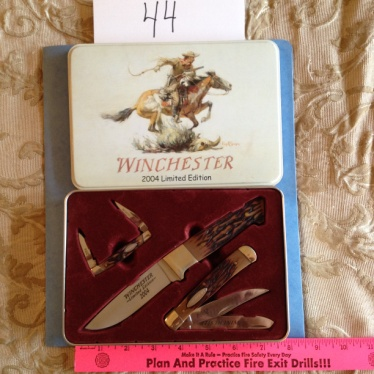 44
WINCHESTER
2004 Limited Edition
WINCHESTER
2004
Make It A Rule – Practice Fire Safety Every Day
Plan And Practice Fire Exit Drills!!!